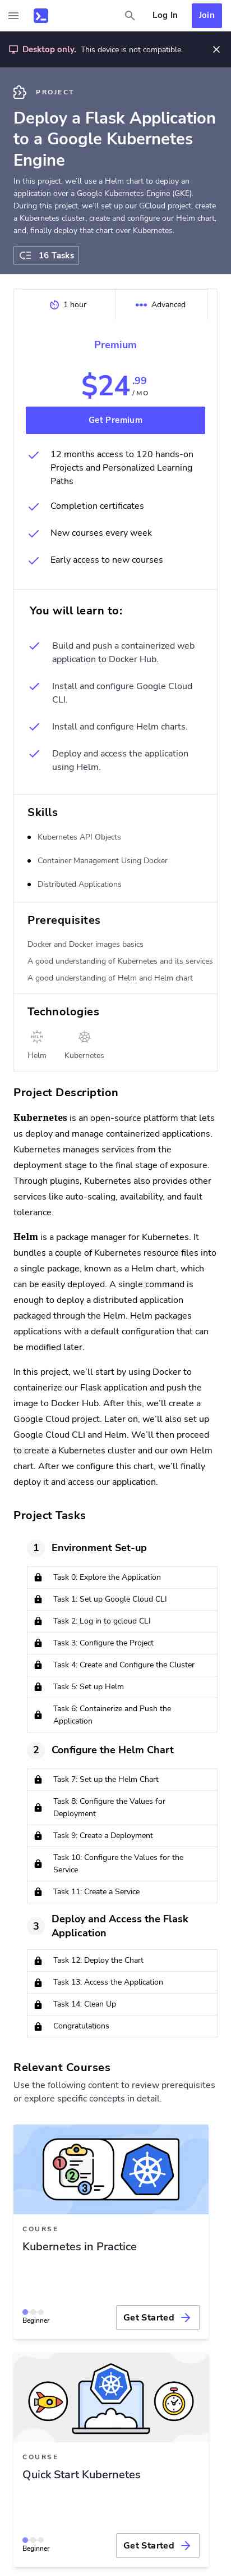 Log In
Join
Desktop only. This device is not compatible.
PROJECT
Deploy a Flask Application
to a Google Kubernetes
Engine
In this project, we’ll use a Helm chart to deploy an
application over a Google Kubernetes Engine (GKE).
During this project, we’ll set up our GCloud project, create
a Kubernetes cluster, create and configure our Helm chart,
and, finally deploy that chart over Kubernetes.
16 Tasks
1 hour
Advanced
Premium
$24.99
/MO
Get Premium
12 months access to 120 hands-on
Projects and Personalized Learning
Paths
Completion certificates
New courses every week
Early access to new courses
You will learn to:
Build and push a containerized web
application to Docker Hub.
Install and configure Google Cloud
CLI.
Install and configure Helm charts.
Deploy and access the application
using Helm.
Skills
Kubernetes API Objects
Container Management Using Docker
Distributed Applications
Prerequisites
Docker and Docker images basics
A good understanding of Kubernetes and its services
A good understanding of Helm and Helm chart
Technologies
HELM
Helm
Kubernetes
Project Description
Kubernetes is an open-source platform that lets
us deploy and manage containerized applications.
Kubernetes manages services from the
deployment stage to the final stage of exposure.
Through plugins, Kubernetes also provides other
services like auto-scaling, availability, and fault
tolerance.
Helm is a package manager for Kubernetes. It
bundles a couple of Kubernetes resource files into
a single package, known as a Helm chart, which
can be easily deployed. A single command is
enough to deploy a distributed application
packaged through the Helm. Helm packages
applications with a default configuration that can
be modified later.
In this project, we’ll start by using Docker to
containerize our Flask application and push the
image to Docker Hub. After this, we’ll create a
Google Cloud project. Later on, we’ll also set up
Google Cloud CLI and Helm. We’ll then proceed
to create a Kubernetes cluster and our own Helm
chart. After we configure this chart, we’ll finally
deploy it and access our application.
Project Tasks
1
Environment Set-up
Task 0: Explore the Application
Task 1: Set up Google Cloud CLI
Task 2: Log in to gcloud CLI
Task 3: Configure the Project
Task 4: Create and Configure the Cluster
Task 5: Set up Helm
Task 6: Containerize and Push the
Application
2
Configure the Helm Chart
Task 7: Set up the Helm Chart
Task 8: Configure the Values for
Deployment
Task 9: Create a Deployment
Task 10: Configure the Values for the
Service
Task 11: Create a Service
3
Deploy and Access the Flask
Application
Task 12: Deploy the Chart
Task 13: Access the Application
Task 14: Clean Up
Congratulations
Relevant Courses
Use the following content to review prerequisites
or explore specific concepts in detail.
1
2
3
COURSE
Kubernetes in Practice
Beginner
Get Started
COURSE
Quick Start Kubernetes
Beginner
Get Started